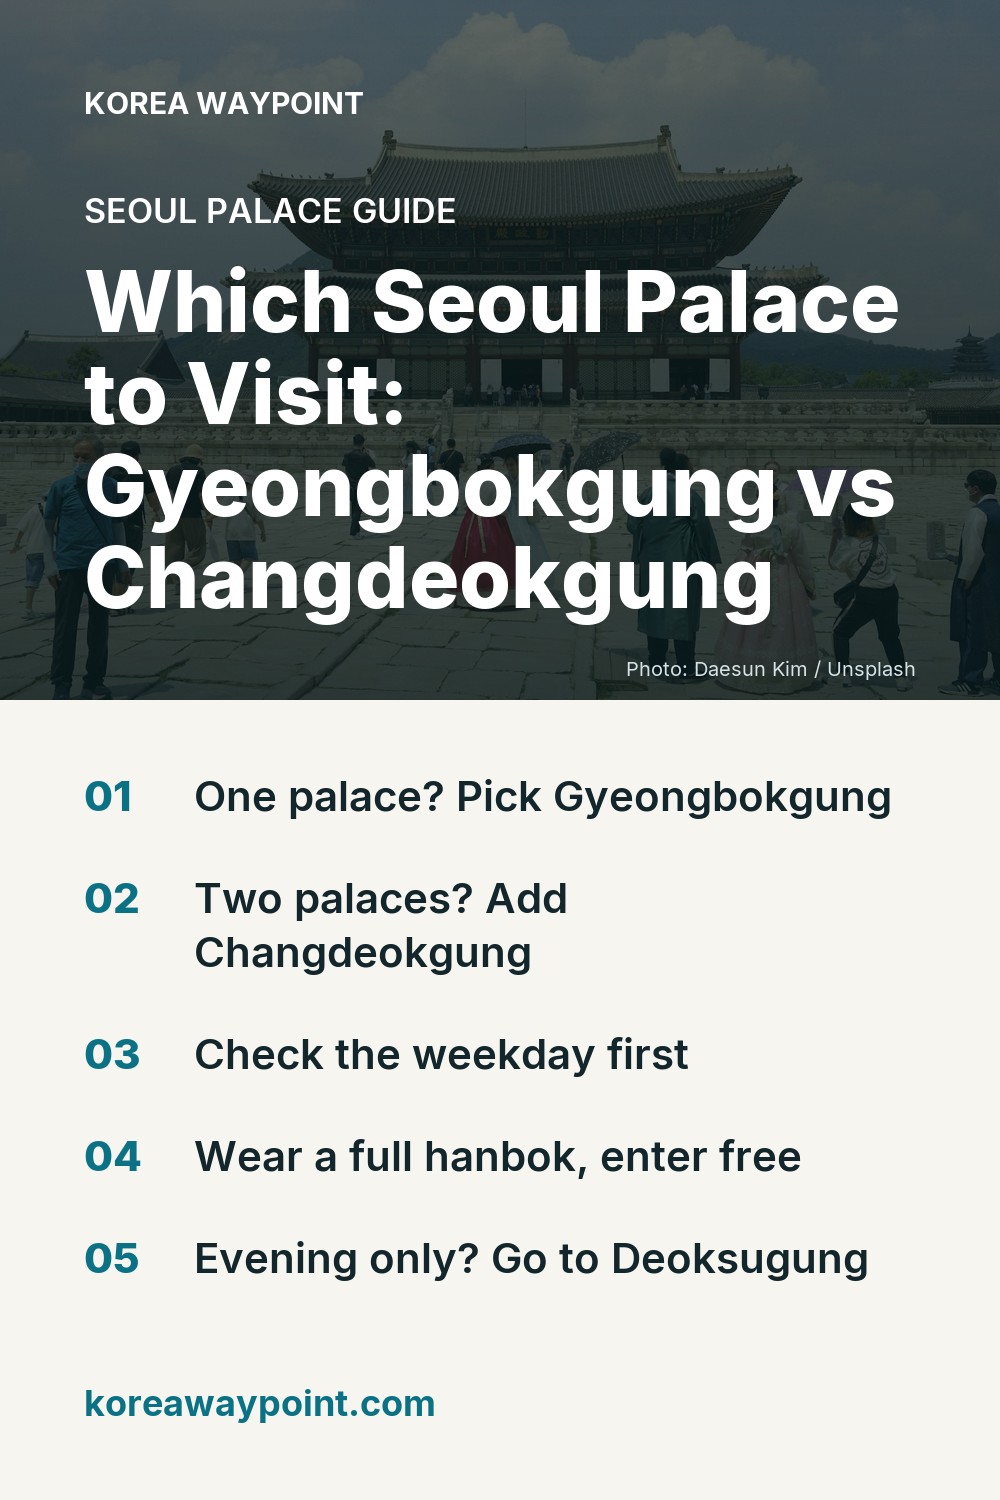 KOREA WAYPOINT
SEOUL PALACE GUIDE
Which Seoul Palace
to Visit:
Gyeongbokgung vs
Changdeokgung
Photo: Daesun Kim / Unsplash
01 One palace? Pick Gyeongbokgung
02 Two palaces? Add
Changdeokgung
03 Check the weekday first
04 Wear a full hanbok, enter free
05 Evening only? Go to Deoksugung
koreawaypoint.com